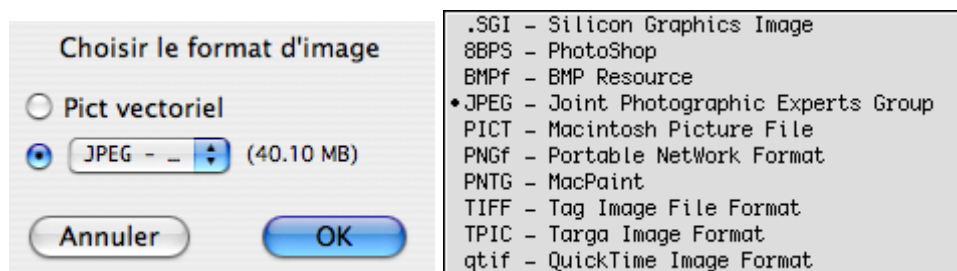 Choisir le format d'image
Pict vectoriel
JPEG - _ (40.10 MB)
Annuler OK
.SGI - Silicon Graphics Image
8BPS - PhotoShop
BMPf - BMP Resource
•JPEG - Joint Photographic Experts Group
PICT - Macintosh Picture File
PNGf - Portable NetWork Format
PNTG - MacPaint
TIFF - Tag Image File Format
TPIC - Targa Image Format
qtif - QuickTime Image Format